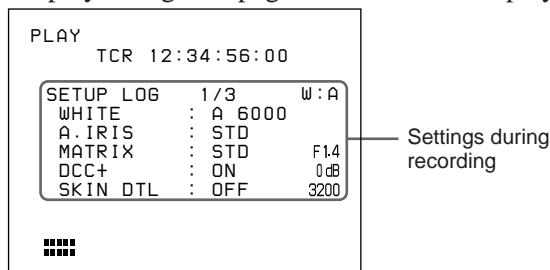 PLAY
TCR 12:34:56:00
SETUP LOG 1/3 W:A
WHITE : A 6000
A.IRIS : STD
MATRIX : STD F1.4
DCC+ : ON 0dB
SKIN DTL : OFF 3200
Settings during
recording